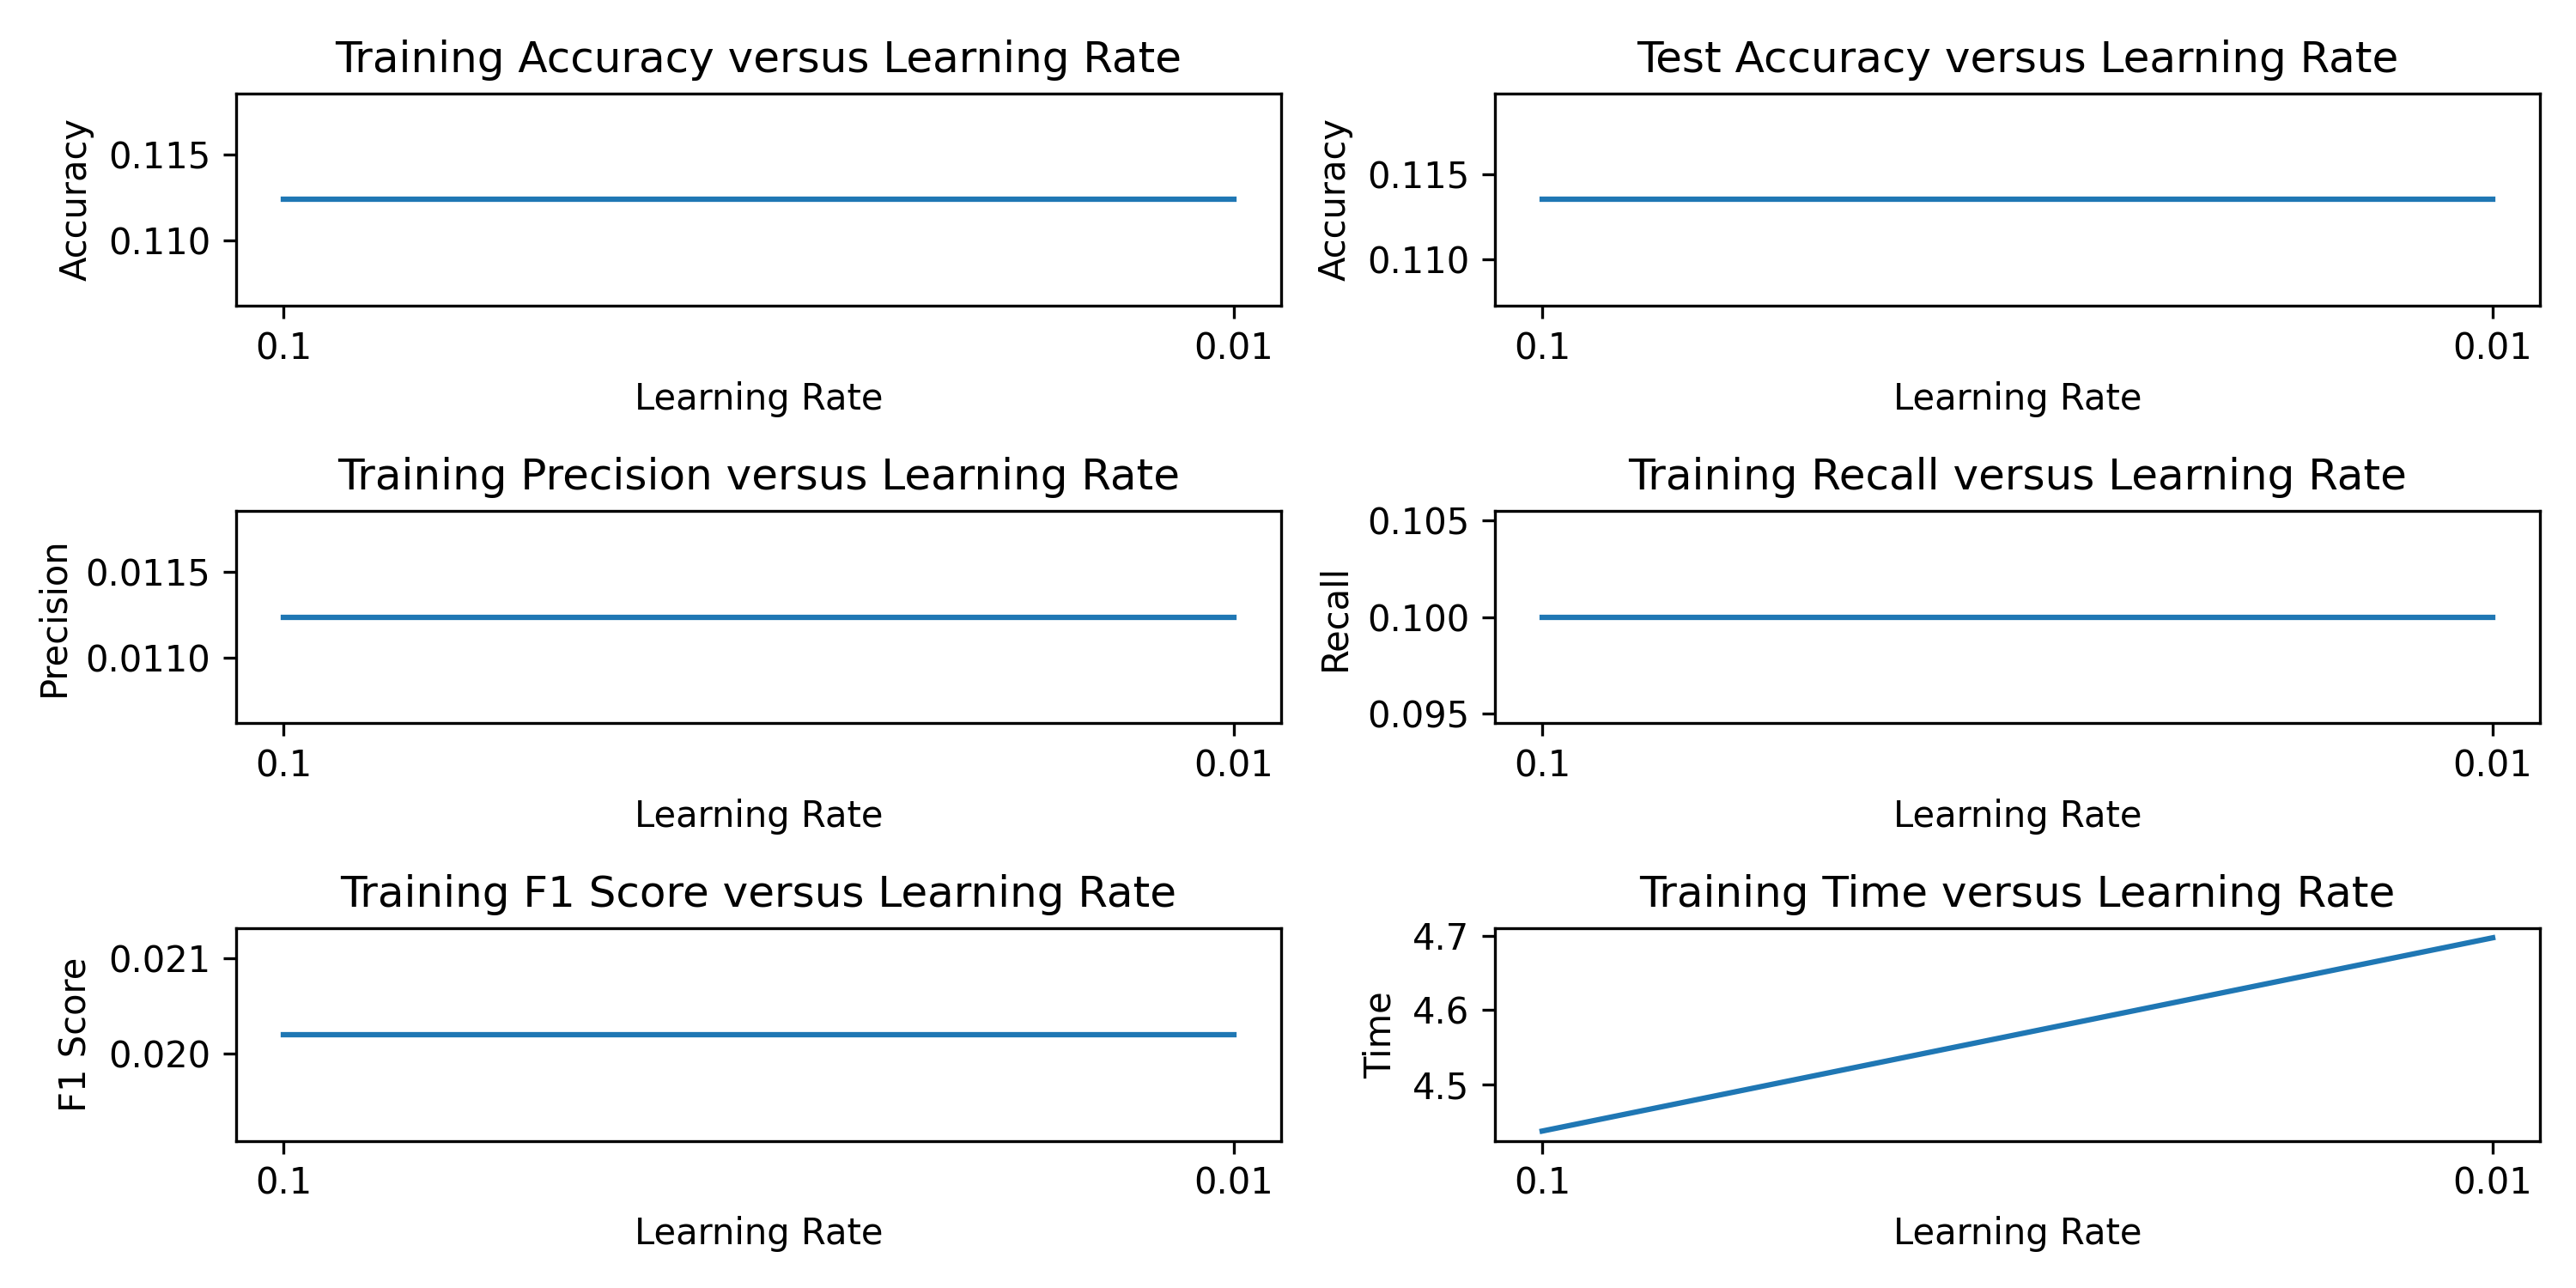 Training Accuracy versus Learning Rate
Accuracy
0.115
0.110
0.1 0.01
Learning Rate
Test Accuracy versus Learning Rate
Accuracy
0.115
0.110
0.1 0.01
Learning Rate
Training Precision versus Learning Rate
Precision
0.0115
0.0110
0.1 0.01
Learning Rate
Training Recall versus Learning Rate
Recall
0.105
0.100
0.095
0.1 0.01
Learning Rate
Training F1 Score versus Learning Rate
F1 Score
0.021
0.020
0.1 0.01
Learning Rate
Training Time versus Learning Rate
Time
4.7
4.6
4.5
0.1 0.01
Learning Rate